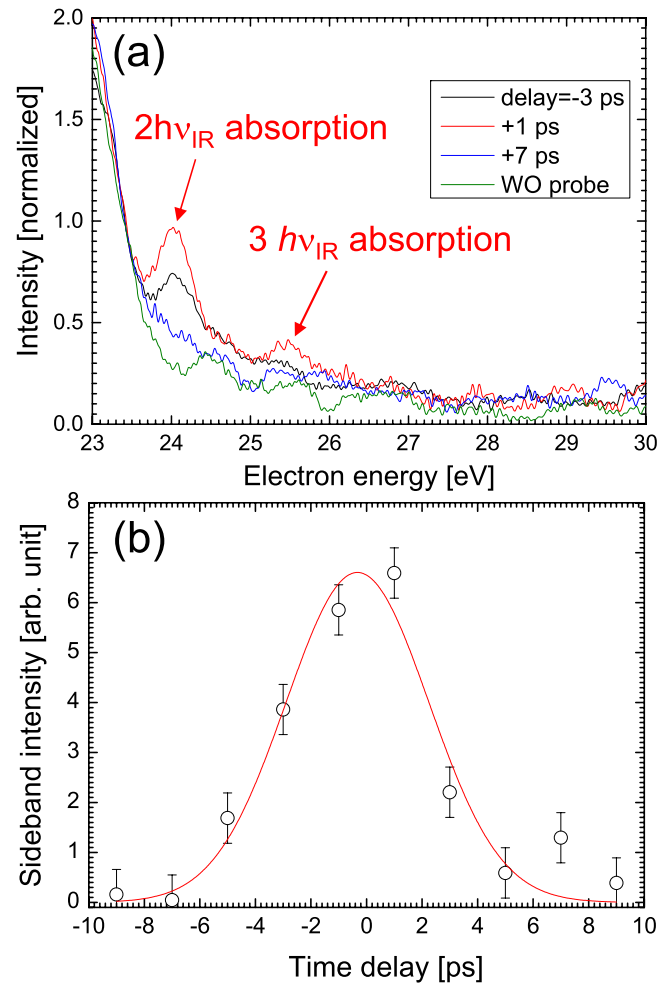 (a)
2.0
1.5
1.0
0.5
0.0
Intensity [normalized]
2hν_IR absorption
3 hν_IR absorption
delay=-3 ps
+1 ps
+7 ps
WO probe
23 24 25 26 27 28 29 30
Electron energy [eV]
(b)
8
7
6
5
4
3
2
1
0
Sideband intensity [arb. unit]
-10 -8 -6 -4 -2 0 2 4 6 8 10
Time delay [ps]